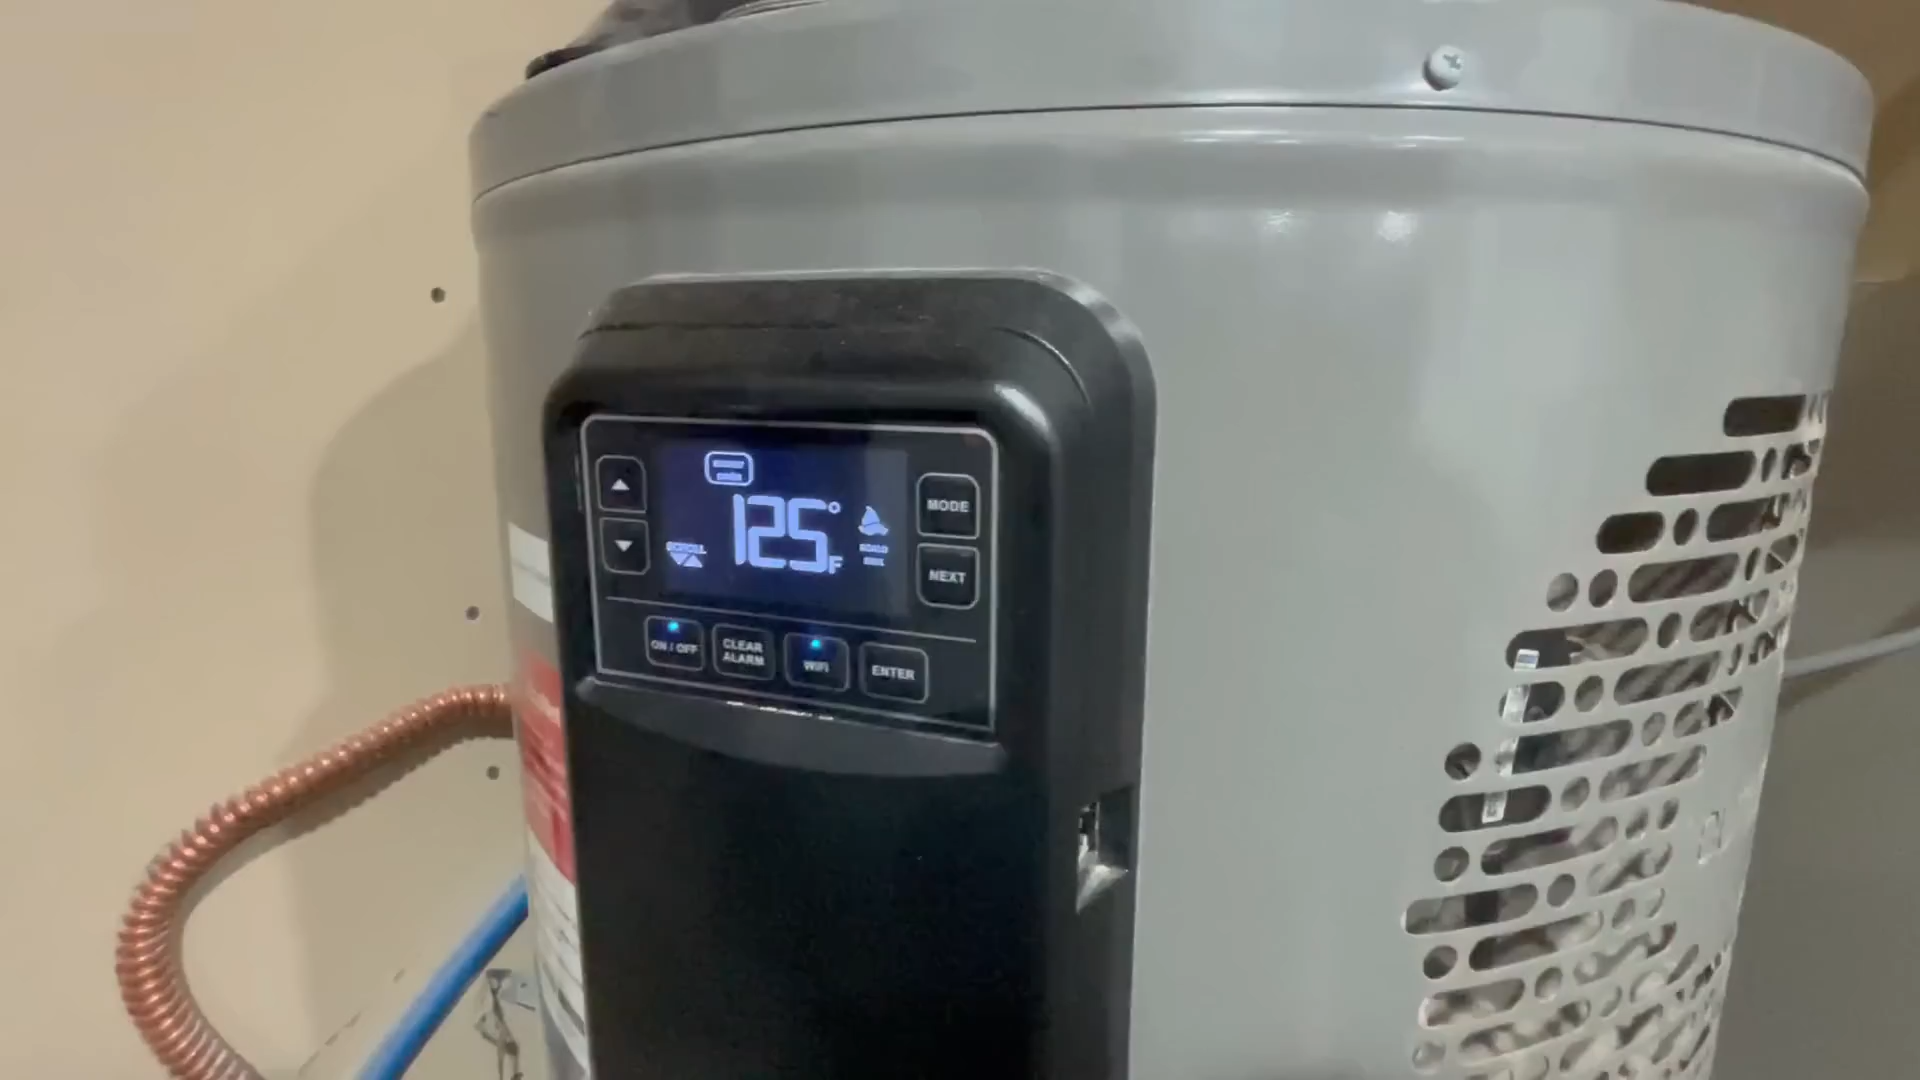 125°F
SCROLL
MODE
NEXT
ON / OFF
CLEAR
ALARM
WIFI
ENTER